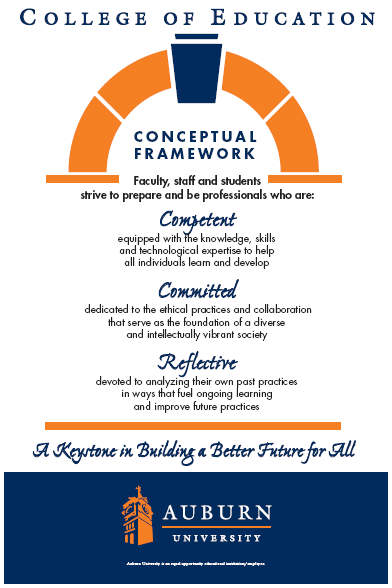 COLLEGE OF EDUCATION
CONCEPTUAL
FRAMEWORK
Faculty, staff and students
strive to prepare and be professionals who are:
Competent
equipped with the knowledge, skills
and technological expertise to help
all individuals learn and develop
Committed
dedicated to the ethical practices and collaboration
that serve as the foundation of a diverse
and intellectually vibrant society
Reflective
devoted to analyzing their own past practices
in ways that fuel ongoing learning
and improve future practices
A Keystone in Building a Better Future for All
AUBURN
UNIVERSITY
Auburn University is an equal opportunity educational institution/employer.